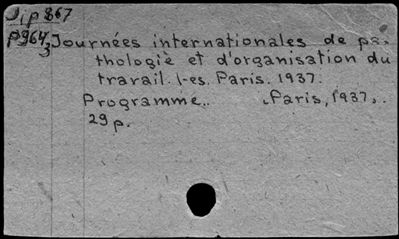 p 867
p964 Journées internationales de pa-
3 thologie et d'organisation du
travail. 1-es. Paris. 1937.
Programme.. Paris, 1937.
29 p.